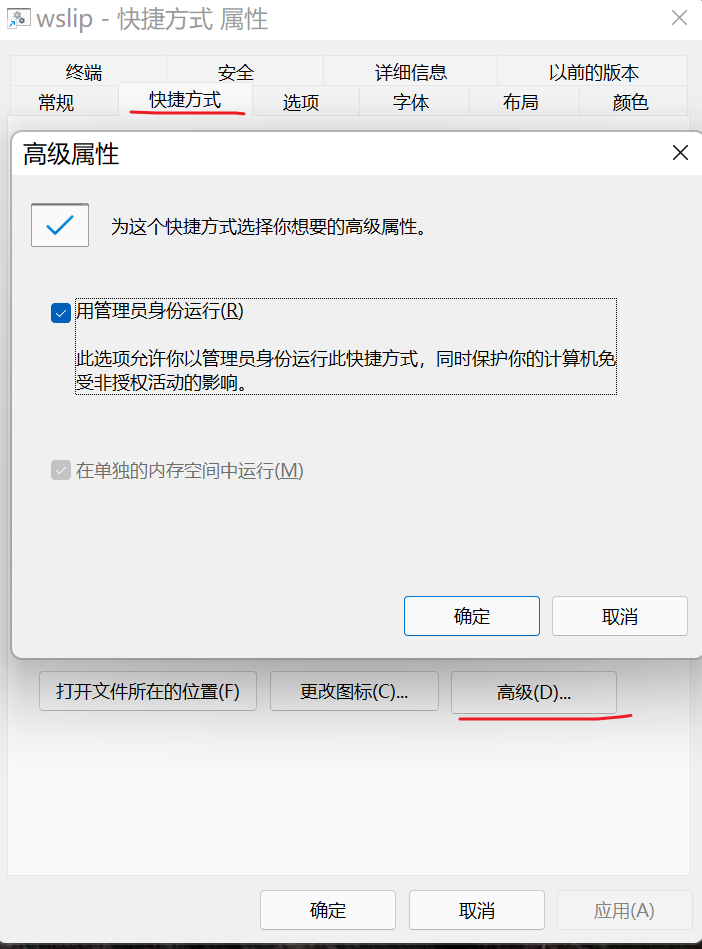 wslip - 快捷方式 属性
终端
安全
详细信息
以前的版本
常规
快捷方式
选项
字体
布局
颜色
高级属性
为这个快捷方式选择你想要的高级属性。
用管理员身份运行(R)
此选项允许你以管理员身份运行此快捷方式，同时保护你的计算机免
受非授权活动的影响。
在单独的内存空间中运行(M)
确定
取消
打开文件所在的位置(F)
更改图标(C)...
高级(D)...
确定
取消
应用(A)